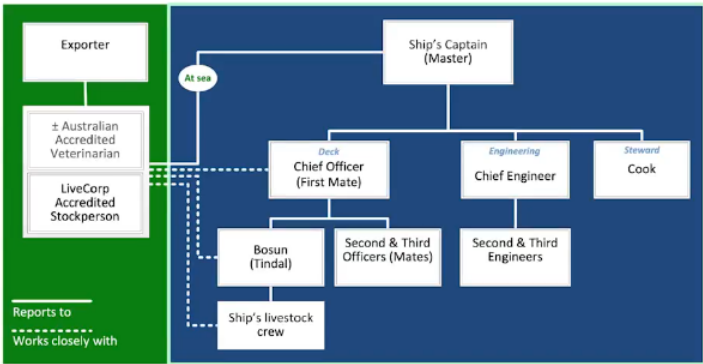 Exporter
± Australian
Accredited
Veterinarian
LiveCorp
Accredited
Stockperson
Reports to
Works closely with
At sea
Ship's Captain
(Master)
Deck
Chief Officer
(First Mate)
Engineering
Chief Engineer
Steward
Cook
Bosun
(Tindal)
Second & Third
Officers (Mates)
Second & Third
Engineers
Ship's livestock
crew